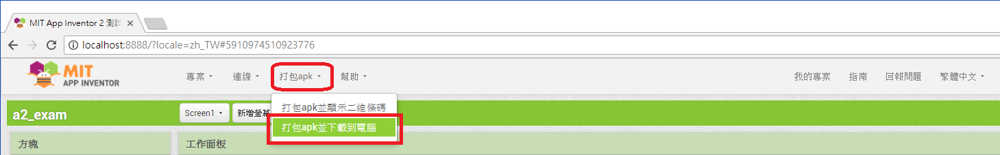 MIT App Inventor 2 測試
localhost:8888/?locale=zh_TW#5910974510923776
MIT
APP INVENTOR
專案 連線 打包apk 幫助 我的專案 指南 回報問題 繁體中文
打包apk並顯示二維條碼
a2_exam Screen1 新增螢幕
打包apk並下載到電腦
方塊 工作面板